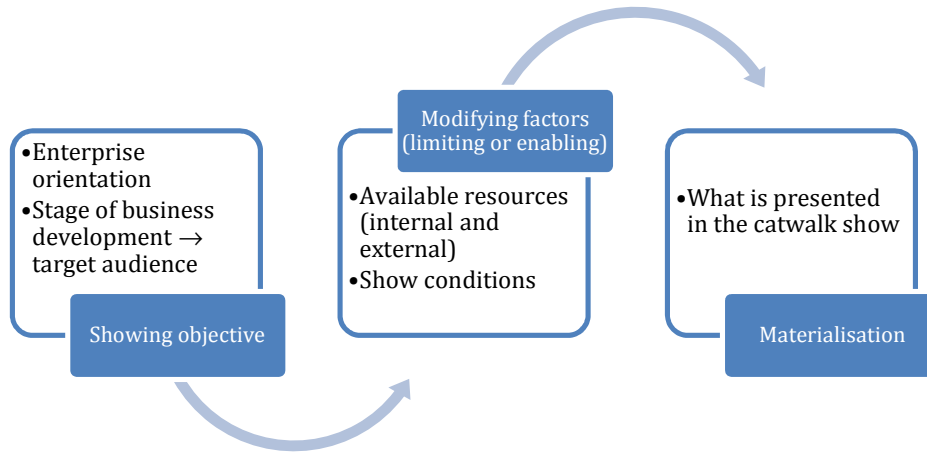 •Enterprise
orientation
•Stage of business
development →
target audience
Showing objective
Modifying factors
(limiting or enabling)
•Available resources
(internal and
external)
•Show conditions
•What is presented
in the catwalk show
Materialisation